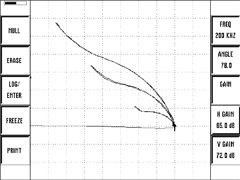 NULL
ERASE
LOG/
ENTER
FREEZE
PRINT
FREQ
200 KHZ
ANGLE
78.0
GAIN
H GAIN
65.0 dB
V GAIN
72.0 dB